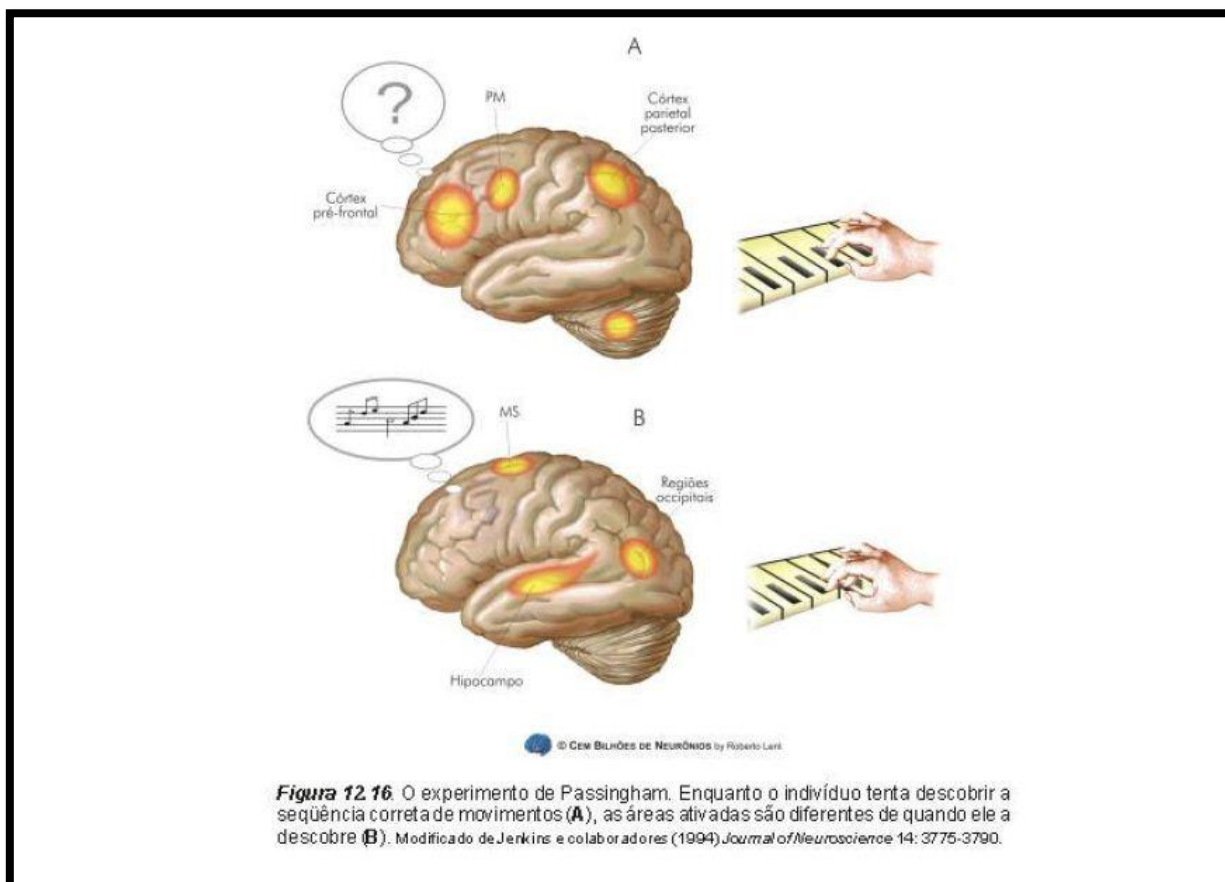 A
?
PM
Córtex
parietal
posterior
Córtex
pré-frontal
MS
B
Regiões
occipitais
Hipocampo
© CEM BILHÕES DE NEURÔNIOS by Roberto Lent
Figura 12.16. O experimento de Passingham. Enquanto o indivíduo tenta descobrir a
seqüência correta de movimentos (A), as áreas ativadas são diferentes de quando ele a
descobre (B). Modificado de Jenkins e colaboradores (1994) Journal of Neuroscience 14: 3775-3790.